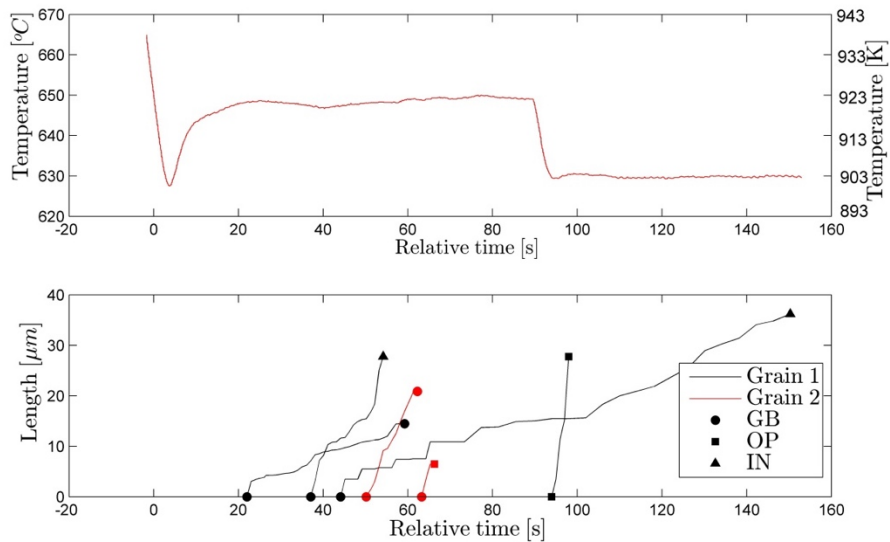 Temperature [°C]
670
660
650
640
630
620
943
933
923
913
903
893
Temperature [K]
-20 0 20 40 60 80 100 120 140 160
Relative time [s]
Length [μm]
40
30
20
10
0
Grain 1
Grain 2
GB
OP
IN
-20 0 20 40 60 80 100 120 140 160
Relative time [s]